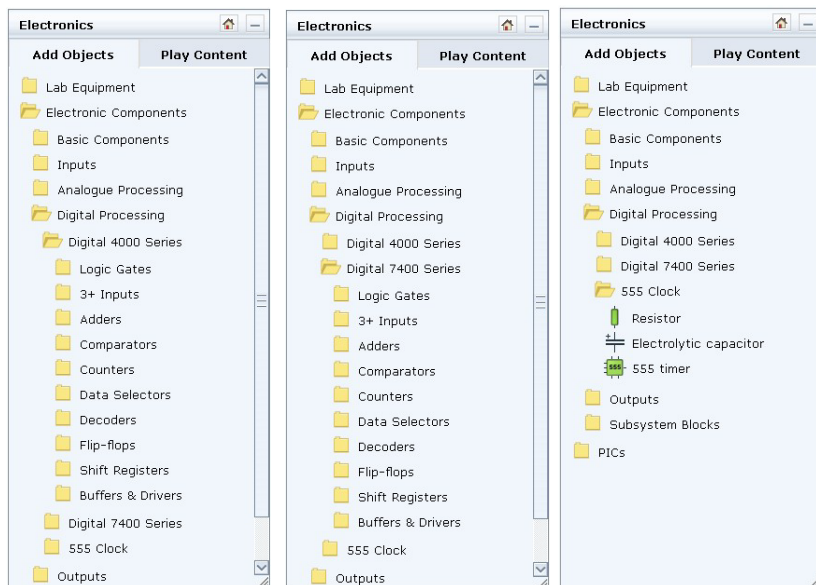 Electronics
Add Objects
Play Content
Lab Equipment
Electronic Components
Basic Components
Inputs
Analogue Processing
Digital Processing
Digital 4000 Series
Logic Gates
3+ Inputs
Adders
Comparators
Counters
Data Selectors
Decoders
Flip-flops
Shift Registers
Buffers & Drivers
Digital 7400 Series
555 Clock
Outputs
Electronics
Add Objects
Play Content
Lab Equipment
Electronic Components
Basic Components
Inputs
Analogue Processing
Digital Processing
Digital 4000 Series
Digital 7400 Series
Logic Gates
3+ Inputs
Adders
Comparators
Counters
Data Selectors
Decoders
Flip-flops
Shift Registers
Buffers & Drivers
555 Clock
Outputs
Electronics
Add Objects
Play Content
Lab Equipment
Electronic Components
Basic Components
Inputs
Analogue Processing
Digital Processing
Digital 4000 Series
Digital 7400 Series
555 Clock
Resistor
Electrolytic capacitor
555 555 timer
Outputs
Subsystem Blocks
PICs